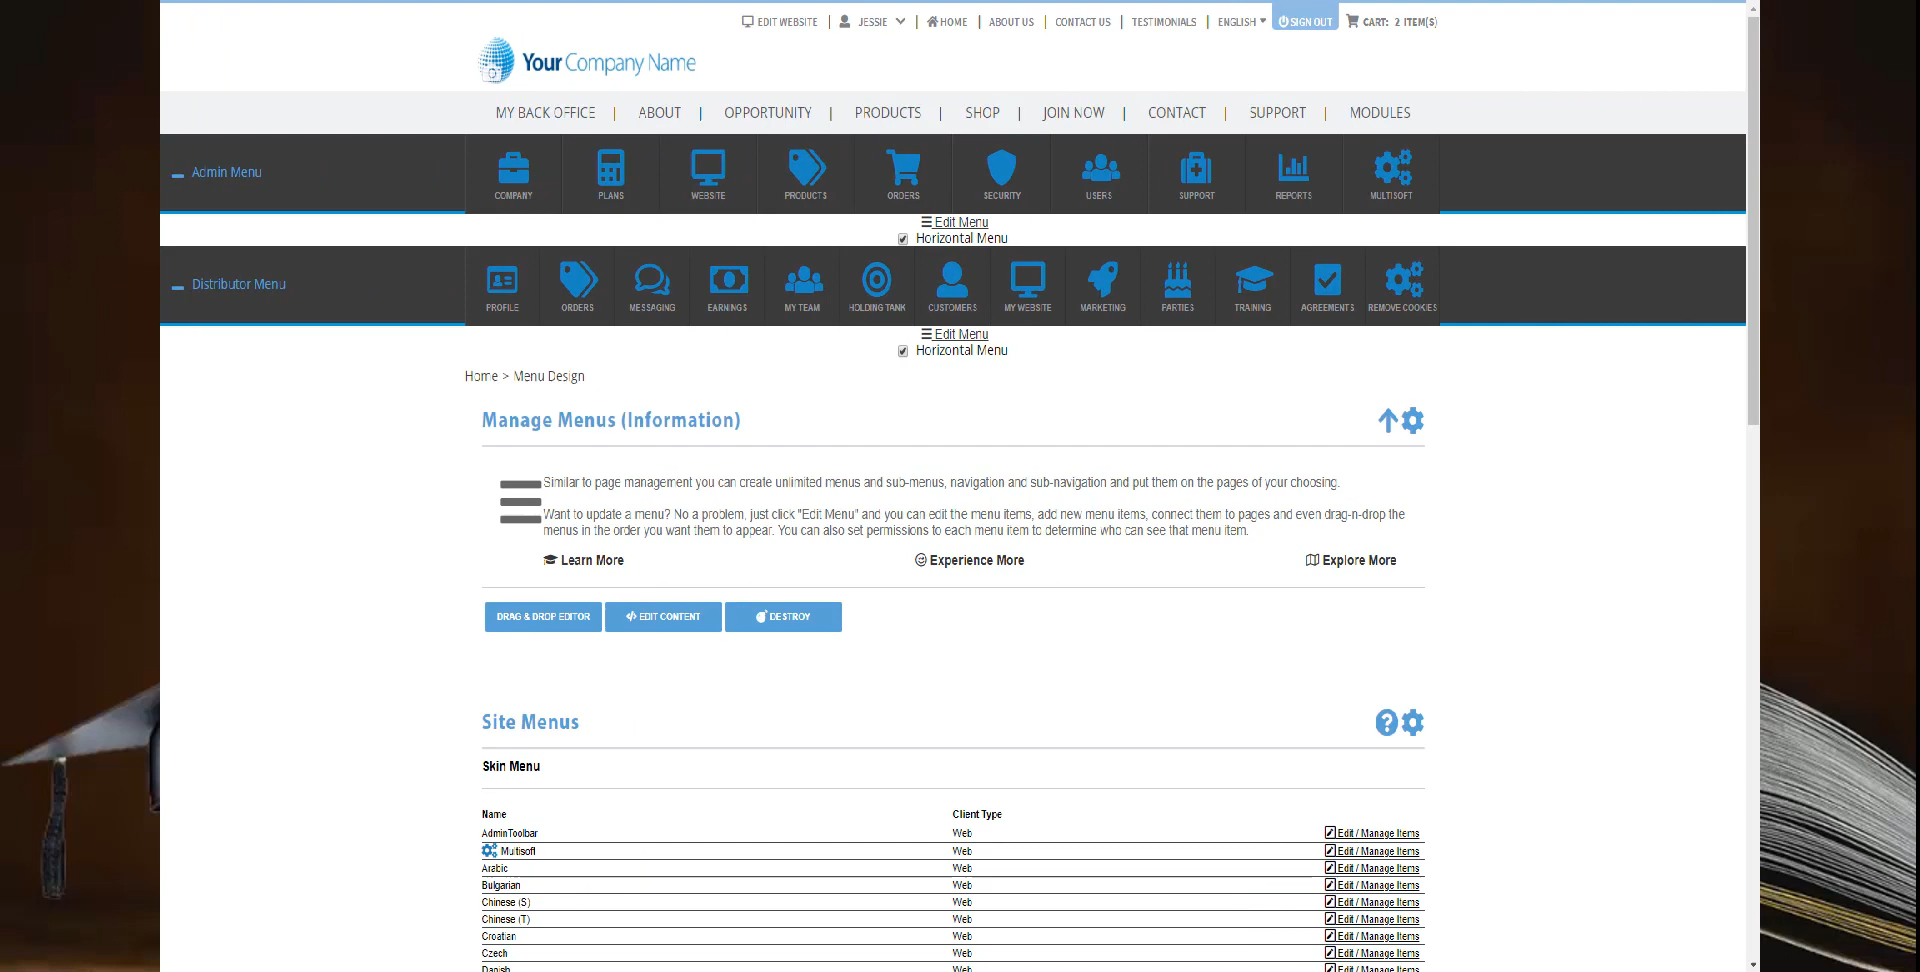 EDIT WEBSITE | JESSIE | HOME | ABOUT US | CONTACT US | TESTIMONIALS | ENGLISH SIGN OUT CART: 2 ITEM(S)
Your Company Name
MY BACK OFFICE | ABOUT | OPPORTUNITY | PRODUCTS | SHOP | JOIN NOW | CONTACT | SUPPORT | MODULES
Admin Menu
COMPANY PLANS WEBSITE PRODUCTS ORDERS SECURITY USERS SUPPORT REPORTS MULTISOFT
Edit Menu
Horizontal Menu
Distributor Menu
PROFILE ORDERS MESSAGING EARNINGS MY TEAM HOLDING TANK CUSTOMERS MY WEBSITE MARKETING PARTIES TRAINING AGREEMENTS REMOVE COOKIES
Edit Menu
Horizontal Menu
Home > Menu Design
Manage Menus (Information)
Similar to page management you can create unlimited menus and sub-menus, navigation and sub-navigation and put them on the pages of your choosing.
Want to update a menu? No a problem, just click "Edit Menu" and you can edit the menu items, add new menu items, connect them to pages and even drag-n-drop the
menus in the order you want them to appear. You can also set permissions to each menu item to determine who can see that menu item.
Learn More Experience More Explore More
DRAG & DROP EDITOR EDIT CONTENT DESTROY
Site Menus
Skin Menu
Name Client Type
AdminToolbar Web Edit / Manage Items
Multisoft Web Edit / Manage Items
Arabic Web Edit / Manage Items
Bulgarian Web Edit / Manage Items
Chinese (S) Web Edit / Manage Items
Chinese (T) Web Edit / Manage Items
Croatian Web Edit / Manage Items
Czech Web Edit / Manage Items
Danish Web Edit / Manage Items